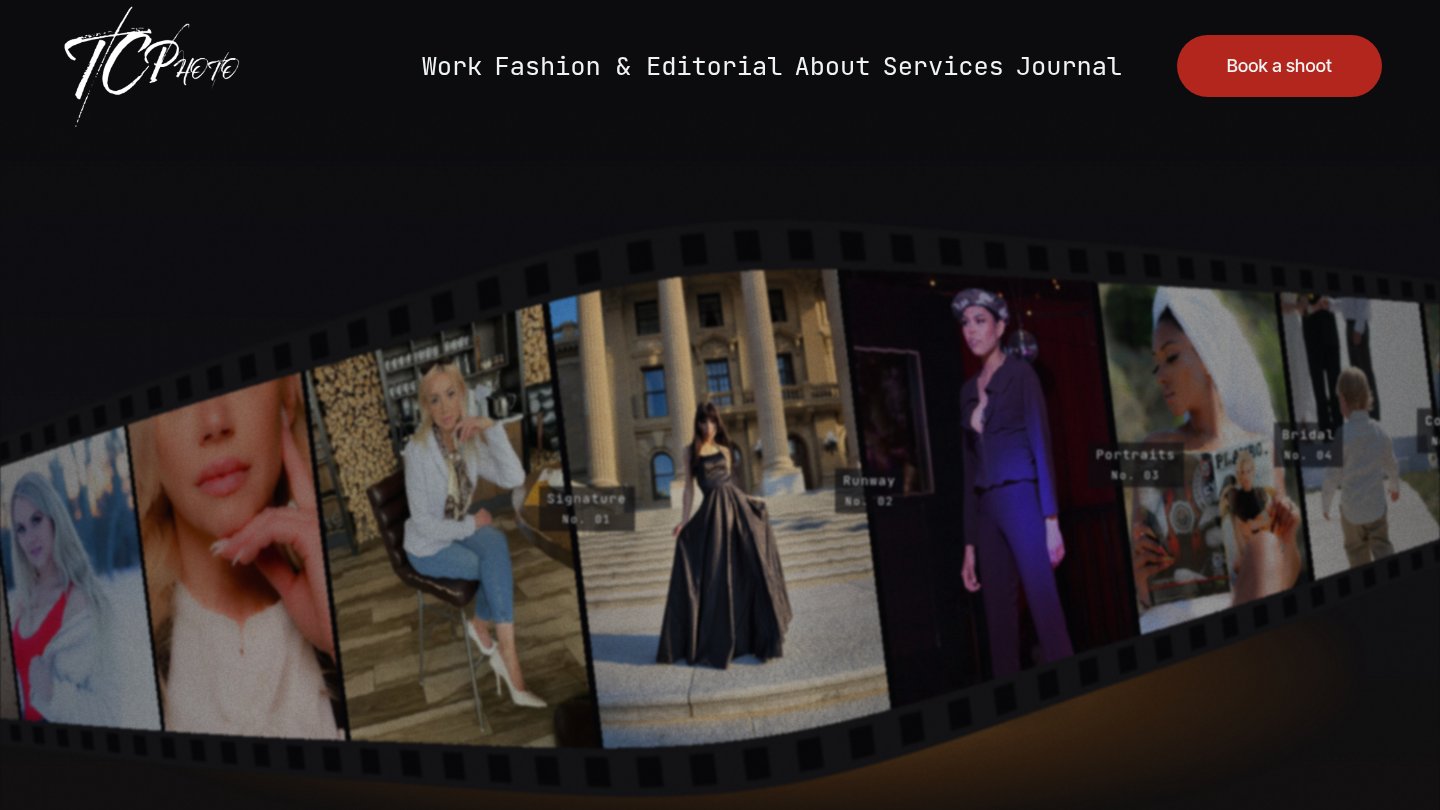 TCPHOTO
Work Fashion & Editorial About Services Journal
Book a shoot
Signature
No. 01
Runway
No. 02
Portraits
No. 03
Bridal
No. 04